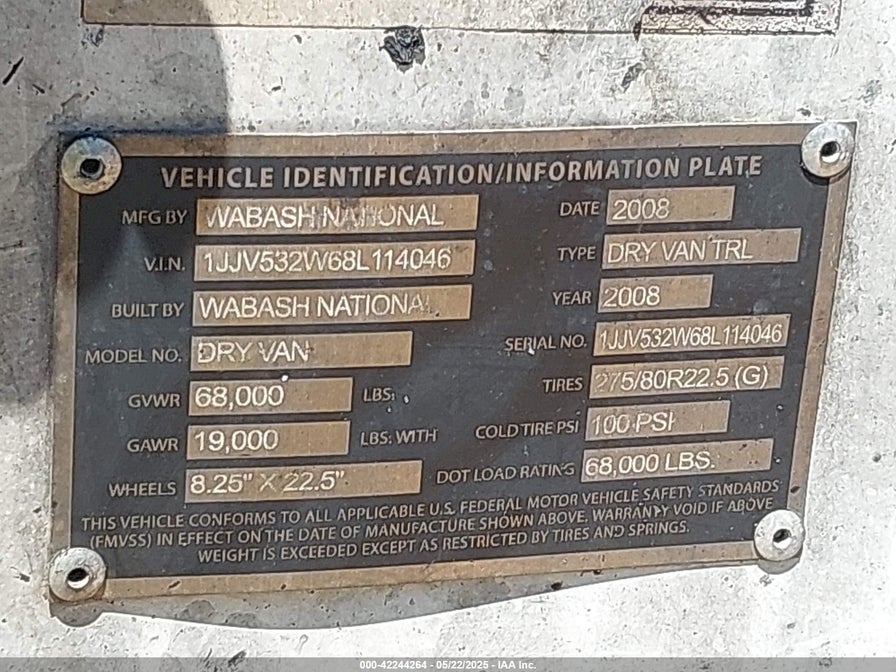 VEHICLE IDENTIFICATION/INFORMATION PLATE
MFG BY WABASH NATIONAL DATE 2008
V.I.N. 1JJV532W68L114046 TYPE DRY VAN TRL
BUILT BY WABASH NATIONAL YEAR 2008
MODEL NO. DRY VAN SERIAL NO. 1JJV532W68L114046
GVWR 68,000 LBS. TIRES 275/80R22.5 (G)
GAWR 19,000 LBS. WITH COLD TIRE PSI 100 PSI
WHEELS 8.25" X 22.5" DOT LOAD RATING 68,000 LBS.
THIS VEHICLE CONFORMS TO ALL APPLICABLE U.S. FEDERAL MOTOR VEHICLE SAFETY STANDARDS
(FMVSS) IN EFFECT ON THE DATE OF MANUFACTURE SHOWN ABOVE. WARRANTY VOID IF ABOVE
WEIGHT IS EXCEEDED EXCEPT AS RESTRICTED BY TIRES AND SPRINGS.
000-42244264 - 05/22/2025 - IAA Inc.